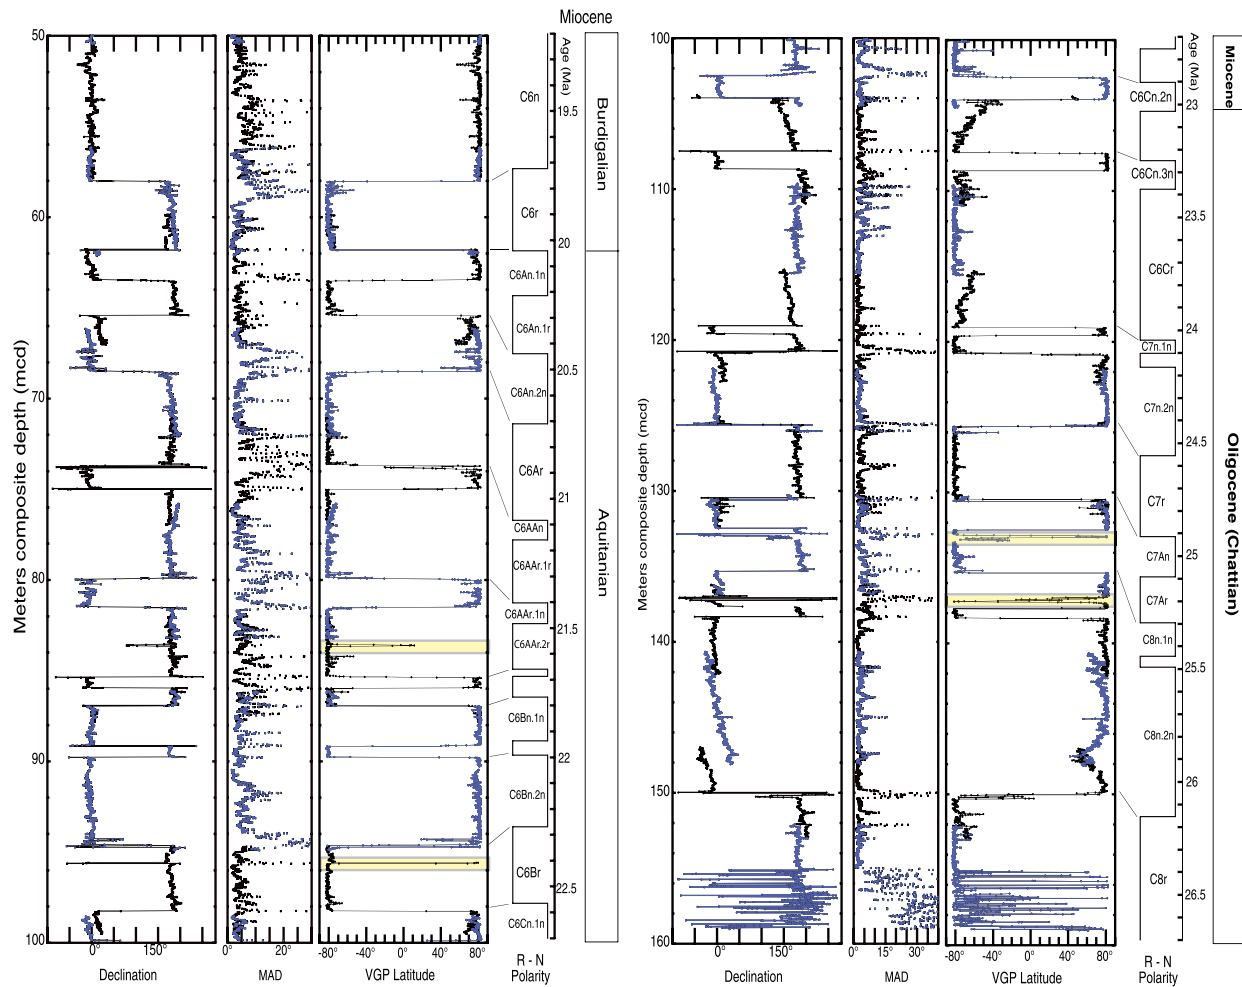 Miocene
50
60
70
80
90
100
Meters composite depth (mcd)
0° 150°
Declination
0 20
MAD
-80° -40° 0° 40° 80°
VGP Latitude
R - N
Polarity
C6n
C6r
C6An.1n
C6An.1r
C6An.2n
C6Ar
C6AAn
C6AAr.1r
C6AAr.1n
C6AAr.2r
C6Bn.1n
C6Bn.2n
C6Br
C6Cn.1n
Age (Ma)
19.5
20
20.5
21
21.5
22
22.5
Burdigalian
Aquitanian
100
110
120
130
140
150
160
Meters composite depth (mcd)
0° 150°
Declination
0° 15° 30°
MAD
-80° -40° 0° 40° 80°
VGP Latitude
R - N
Polarity
C6Cn.2n
C6Cn.3n
C6Cr
C7n.1n
C7n.2n
C7r
C7An
C7Ar
C8n.1n
C8n.2n
C8r
Age (Ma)
23
23.5
24
24.5
25
25.5
26
26.5
Miocene
Oligocene (Chattian)